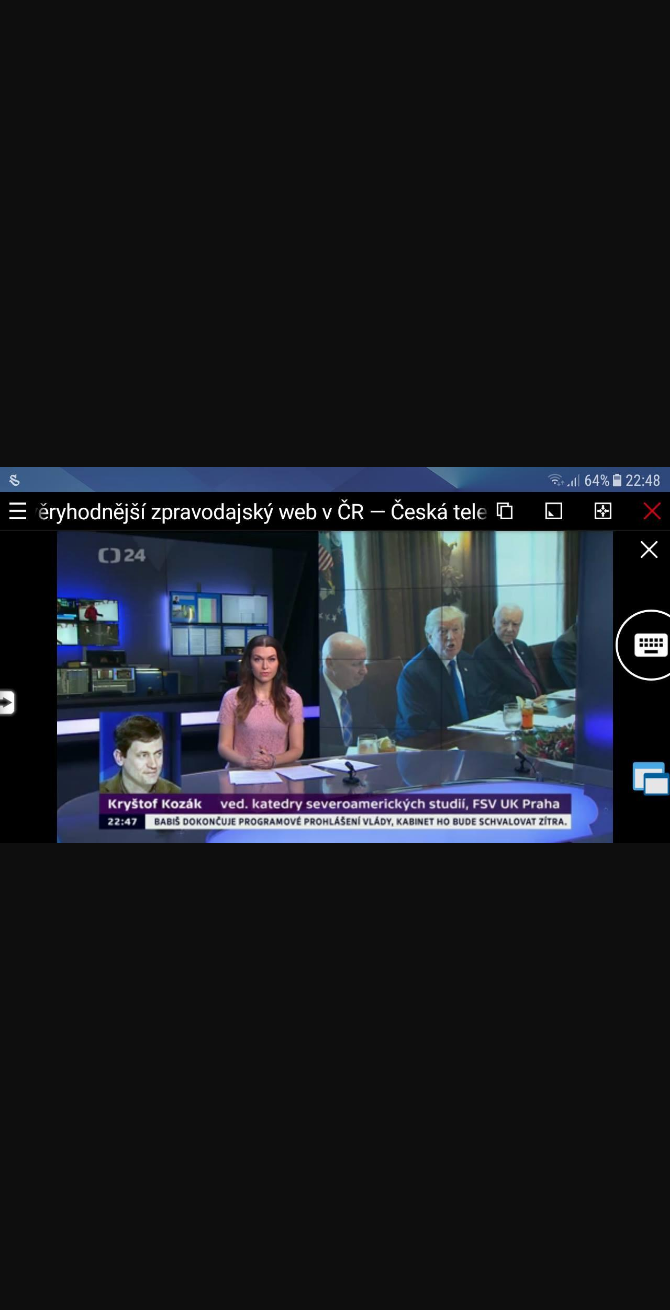 64% 22:48
ěryhodnější zpravodajský web v ČR — Česká tele
24
Kryštof Kozák ved. katedry severoamerických studií, FSV UK Praha
22:47 BABIŠ DOKONČUJE PROGRAMOVÉ PROHLÁŠENÍ VLÁDY, KABINET HO BUDE SCHVALOVAT ZÍTRA.